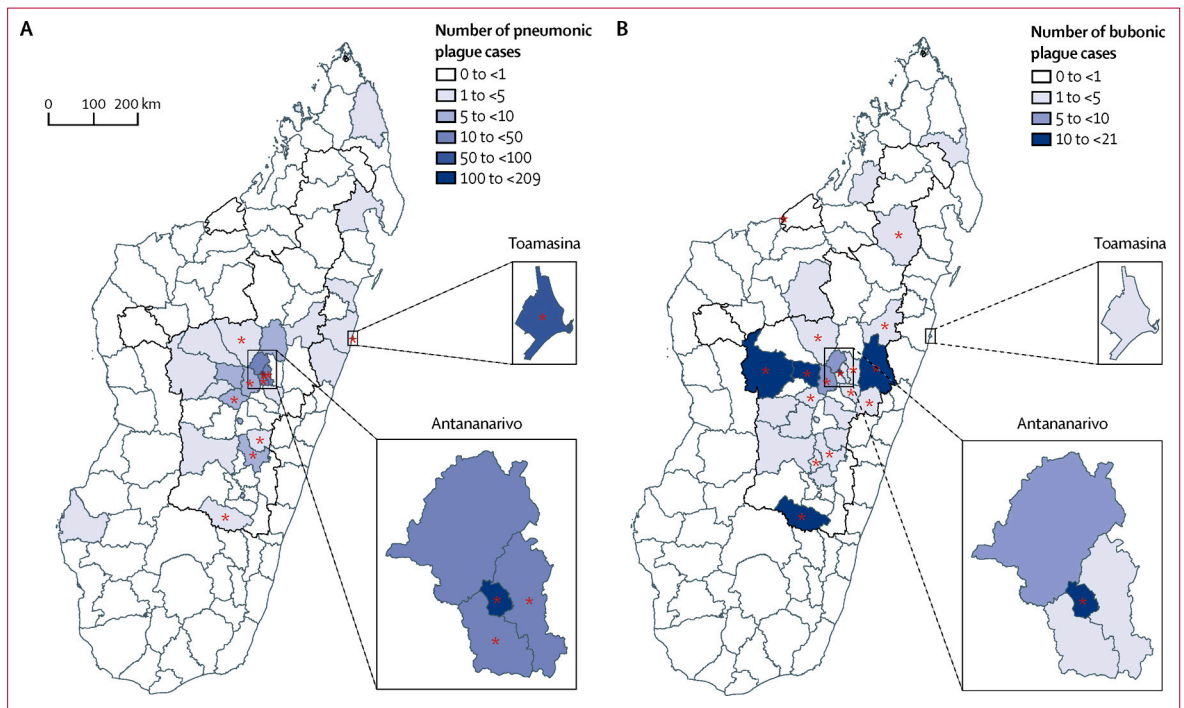 A
Number of pneumonic
plague cases
0 to <1
1 to <5
5 to <10
10 to <50
50 to <100
100 to <209
0 100 200 km
Toamasina
*
Antananarivo
B
Number of bubonic
plague cases
0 to <1
1 to <5
5 to <10
10 to <21
Toamasina
Antananarivo